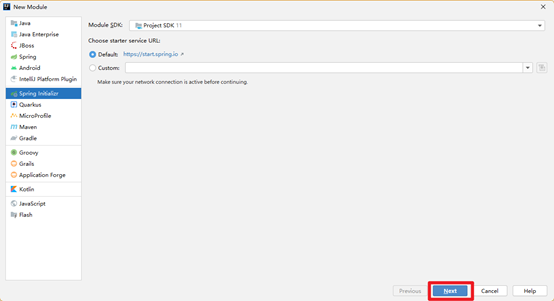 New Module
Java
Java Enterprise
JBoss
Spring
Android
IntelliJ Platform Plugin
Spring Initializr
Quarkus
MicroProfile
Maven
Gradle
Groovy
Grails
Application Forge
Kotlin
JavaScript
Flash
Module SDK: Project SDK 11
Choose starter service URL:
Default: https://start.spring.io
Custom:
Make sure your network connection is active before continuing.
Previous Next Cancel Help